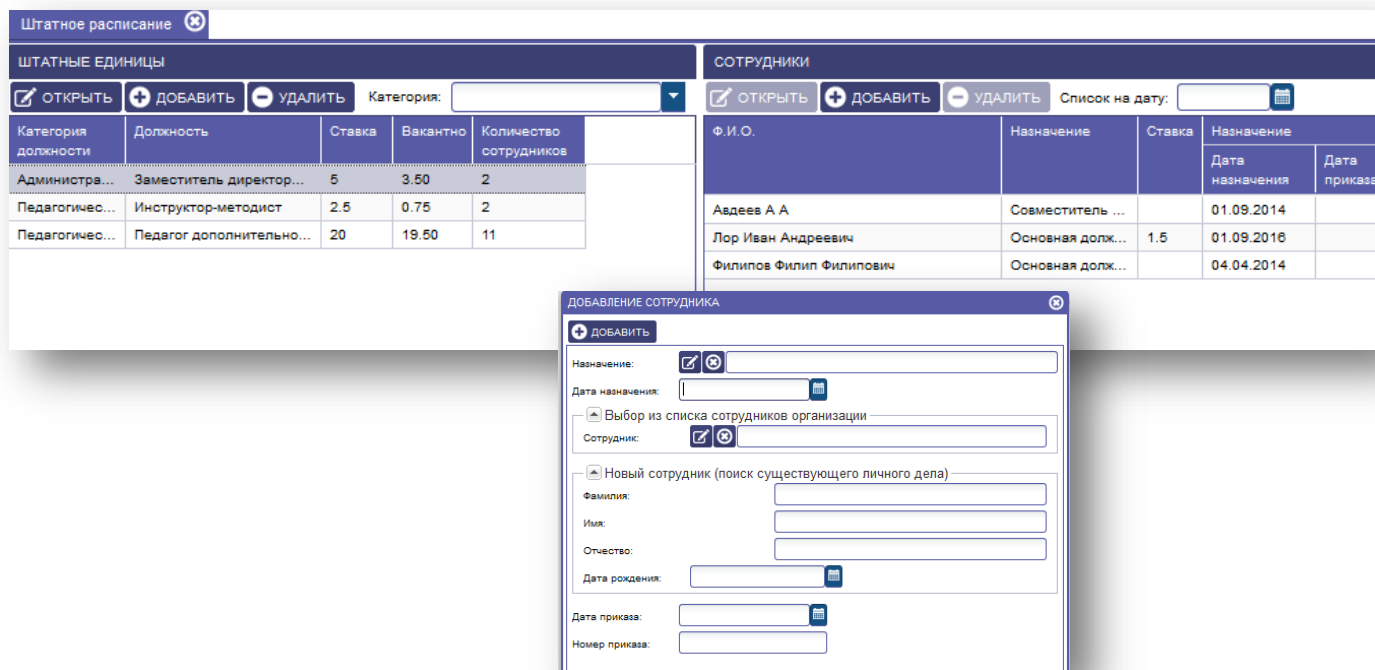 Штатное расписание
ШТАТНЫЕ ЕДИНИЦЫ
ОТКРЫТЬ ДОБАВИТЬ УДАЛИТЬ Категория:
Категория должности Должность Ставка Вакантно Количество сотрудников
Администра... Заместитель директор... 5 3.50 2
Педагогичес... Инструктор-методист 2.5 0.75 2
Педагогичес... Педагог дополнительно... 20 19.50 11
СОТРУДНИКИ
ОТКРЫТЬ ДОБАВИТЬ УДАЛИТЬ Список на дату:
Ф.И.О. Назначение Ставка Назначение
Дата назначения Дата приказа
Авдеев А А Совместитель ... 01.09.2014
Лор Иван Андреевич Основная долж... 1.5 01.09.2016
Филипов Филип Филипович Основная долж... 04.04.2014
ДОБАВЛЕНИЕ СОТРУДНИКА
ДОБАВИТЬ
Назначение:
Дата назначения:
Выбор из списка сотрудников организации
Сотрудник:
Новый сотрудник (поиск существующего личного дела)
Фамилия:
Имя:
Отчество:
Дата рождения:
Дата приказа:
Номер приказа: